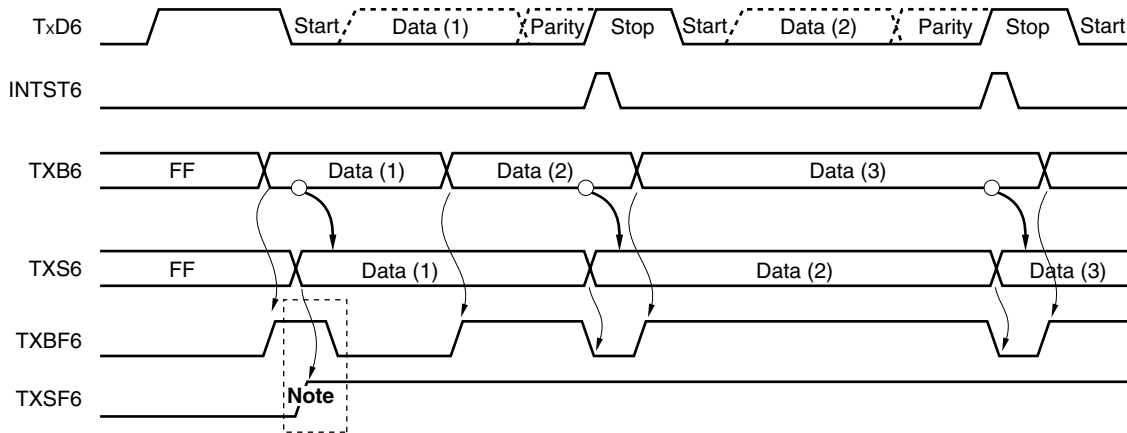 TxD6 Start Data (1) Parity Stop Start Data (2) Parity Stop Start
INTST6
TXB6 FF Data (1) Data (2) Data (3)
TXS6 FF Data (1) Data (2) Data (3)
TXBF6
TXSF6 Note